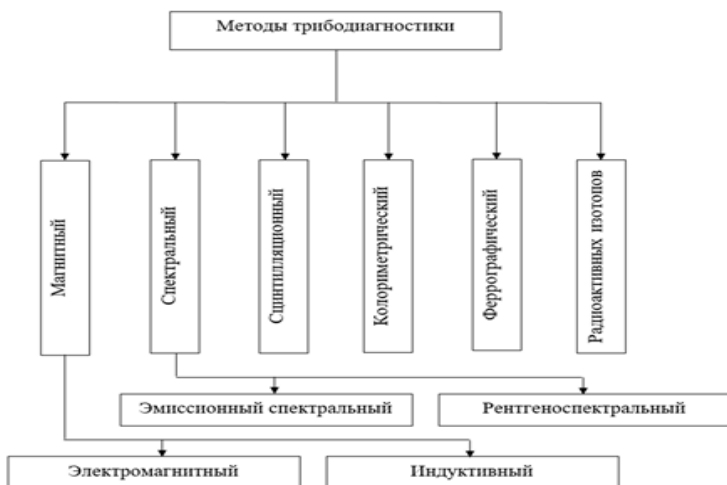 Методы трибодиагностики
Магнитный
Спектральный
Сцинтилляционный
Колориметрический
Феррографический
Радиоактивных изотопов
Эмиссионный спектральный
Рентгеноспектральный
Электромагнитный
Индуктивный